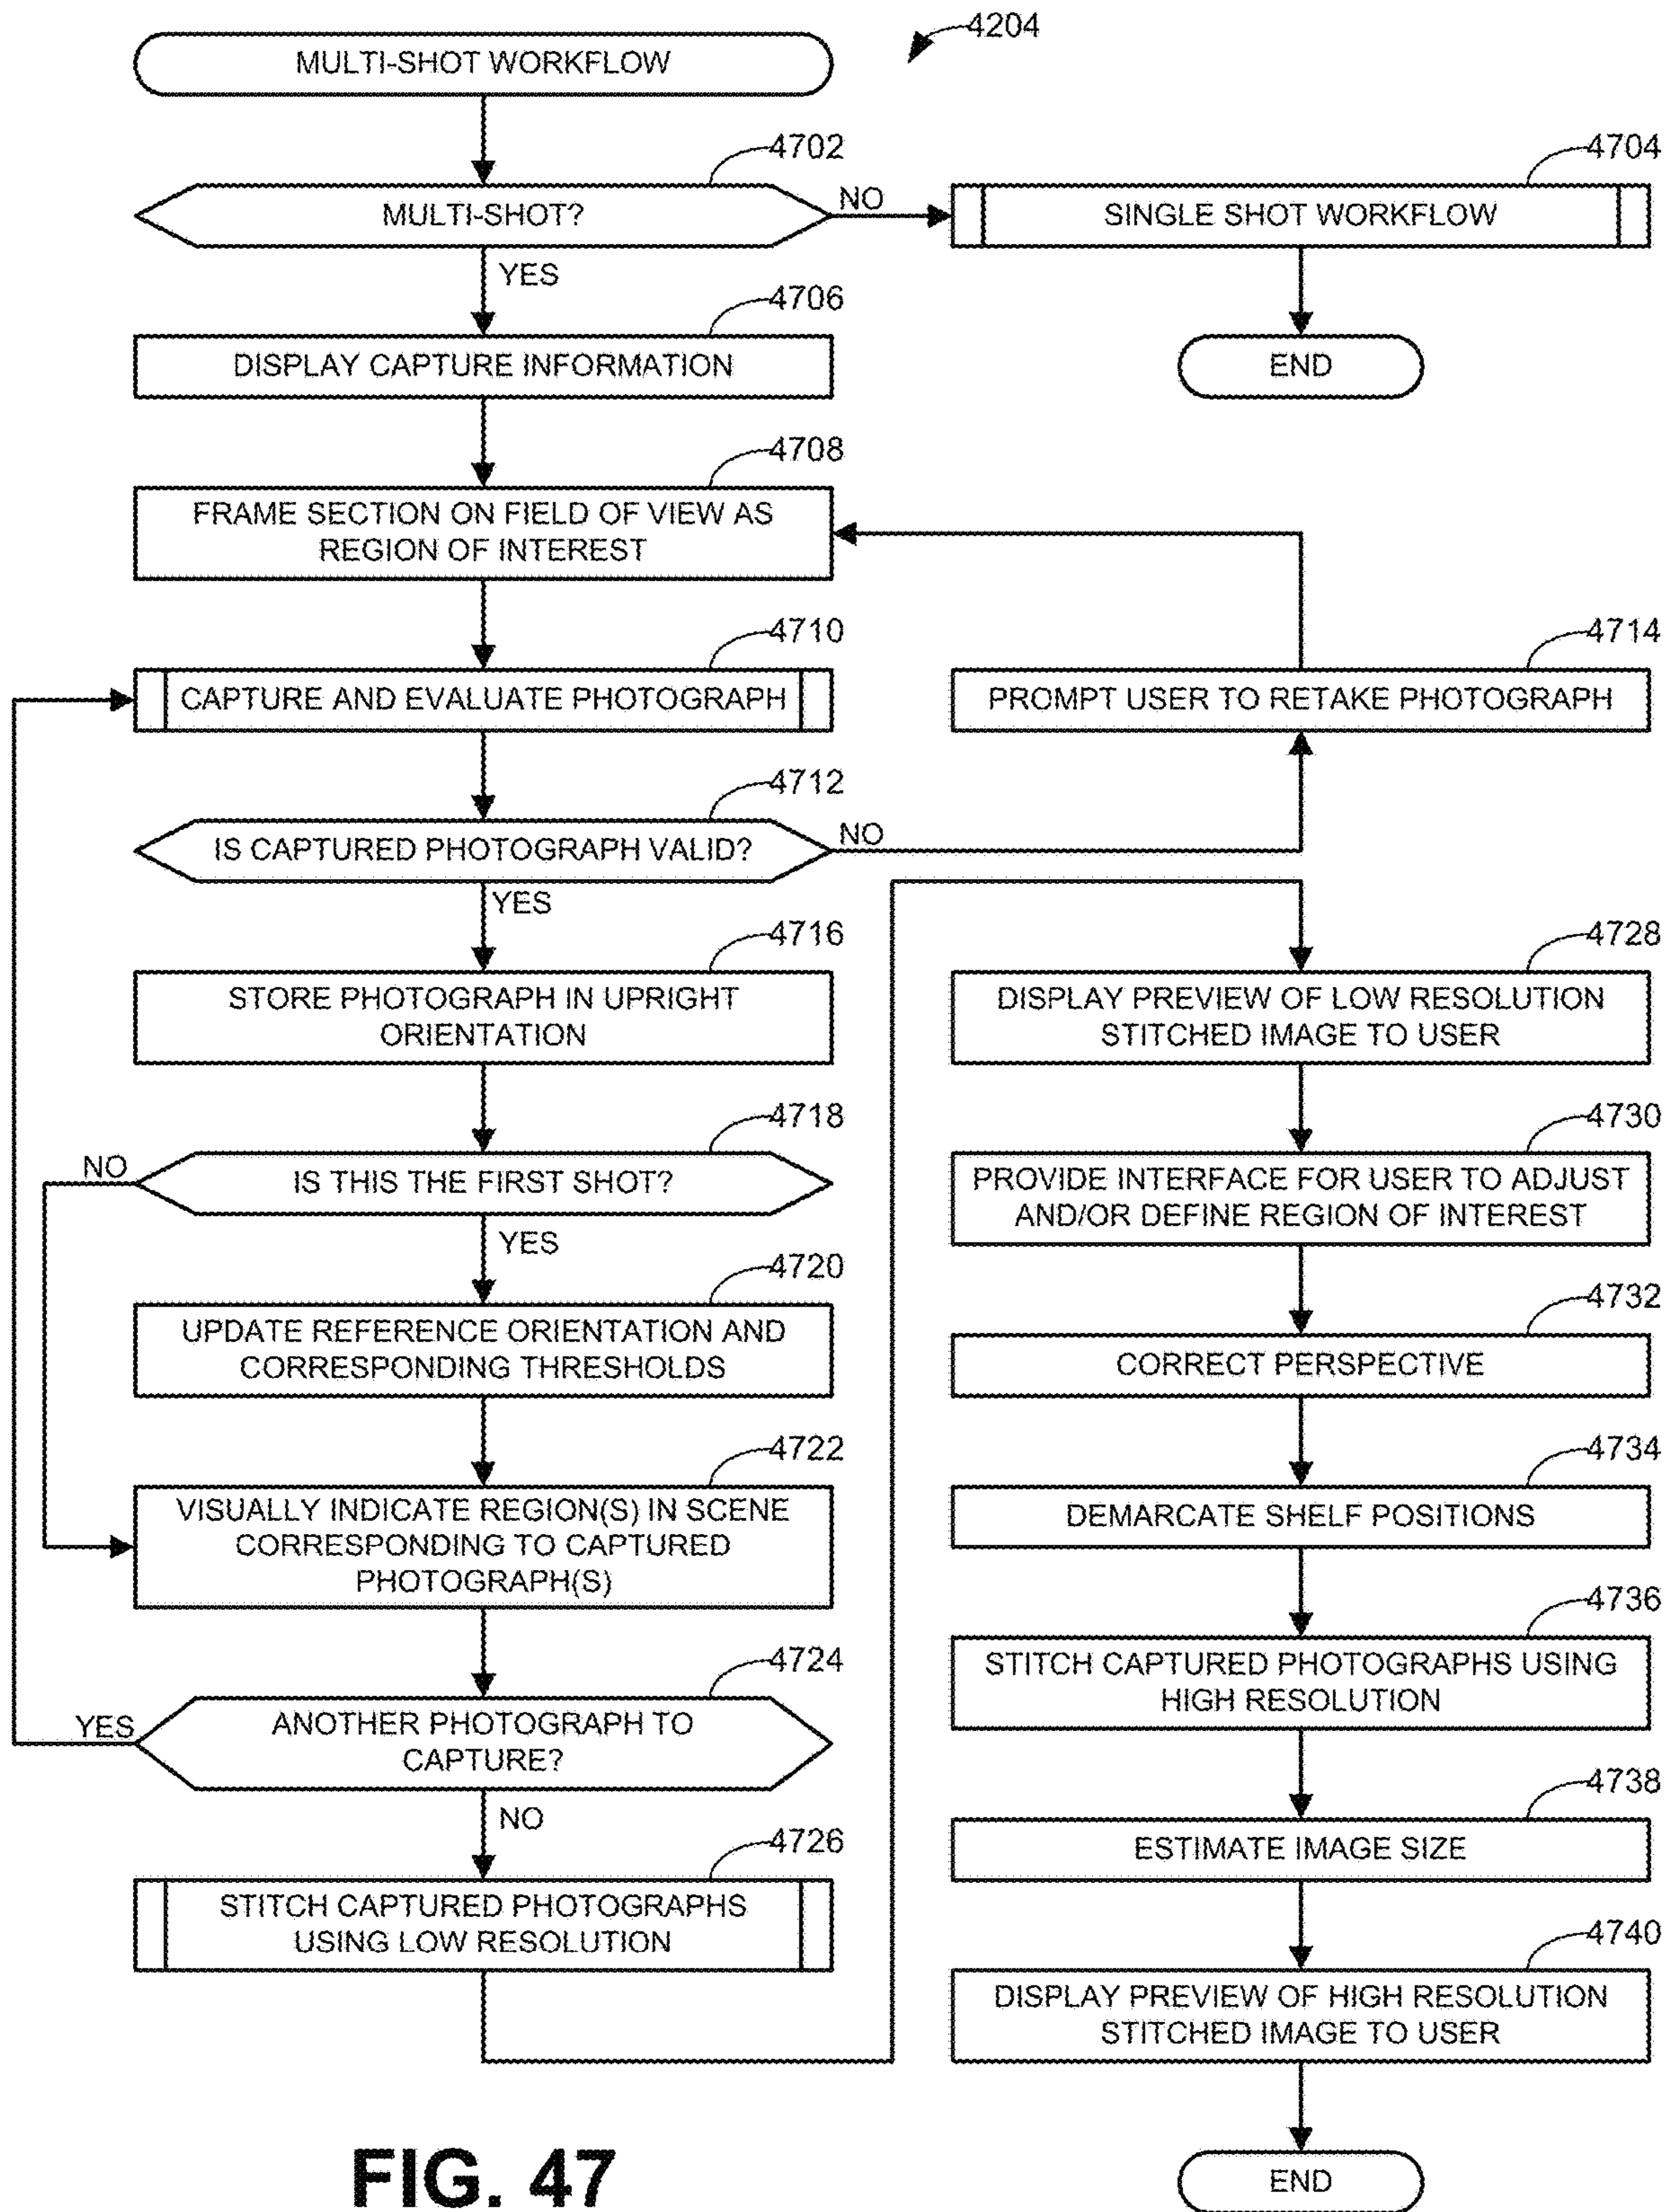 4204
MULTI-SHOT WORKFLOW
4702
MULTI-SHOT?
NO
YES
4704
SINGLE SHOT WORKFLOW
END
4706
DISPLAY CAPTURE INFORMATION
4708
FRAME SECTION ON FIELD OF VIEW AS
REGION OF INTEREST
4710
CAPTURE AND EVALUATE PHOTOGRAPH
4714
PROMPT USER TO RETAKE PHOTOGRAPH
4712
IS CAPTURED PHOTOGRAPH VALID?
NO
YES
4716
STORE PHOTOGRAPH IN UPRIGHT
ORIENTATION
4718
IS THIS THE FIRST SHOT?
NO
YES
4720
UPDATE REFERENCE ORIENTATION AND
CORRESPONDING THRESHOLDS
4722
VISUALLY INDICATE REGION(S) IN SCENE
CORRESPONDING TO CAPTURED
PHOTOGRAPH(S)
4724
ANOTHER PHOTOGRAPH TO
CAPTURE?
YES
NO
4726
STITCH CAPTURED PHOTOGRAPHS
USING LOW RESOLUTION
4728
DISPLAY PREVIEW OF LOW RESOLUTION
STITCHED IMAGE TO USER
4730
PROVIDE INTERFACE FOR USER TO ADJUST
AND/OR DEFINE REGION OF INTEREST
4732
CORRECT PERSPECTIVE
4734
DEMARCATE SHELF POSITIONS
4736
STITCH CAPTURED PHOTOGRAPHS USING
HIGH RESOLUTION
4738
ESTIMATE IMAGE SIZE
4740
DISPLAY PREVIEW OF HIGH RESOLUTION
STITCHED IMAGE TO USER
END
FIG. 47